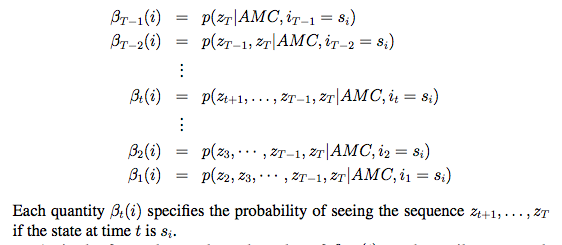 β_{T−1}(i) = p(z_T|AMC, i_{T−1} = s_i)
β_{T−2}(i) = p(z_{T−1}, z_T|AMC, i_{T−2} = s_i)
⋮
β_t(i) = p(z_{t+1}, . . . , z_{T−1}, z_T|AMC, i_t = s_i)
⋮
β_2(i) = p(z_3, · · · , z_{T−1}, z_T|AMC, i_2 = s_i)
β_1(i) = p(z_2, z_3, · · · , z_{T−1}, z_T|AMC, i_1 = s_i)
Each quantity β_t(i) specifies the probability of seeing the sequence z_{t+1}, . . . , z_T
if the state at time t is s_i.